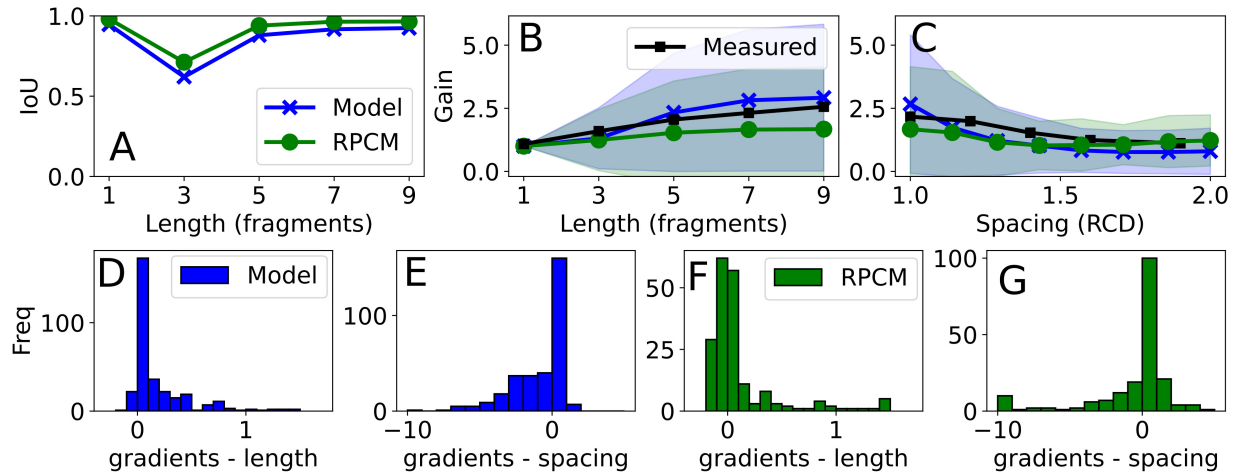 1.0
0.5
0.0
IoU
A
Model
RPCM
1 3 5 7 9
Length (fragments)
5.0
2.5
0.0
Gain
B
Measured
1 3 5 7 9
Length (fragments)
5.0
2.5
0.0
C
1.0 1.5 2.0
Spacing (RCD)
100
0
Freq
D
Model
0 1
gradients - length
100
0
E
−10 0
gradients - spacing
50
25
0
F
RPCM
0 1
gradients - length
100
50
0
G
−10 0
gradients - spacing